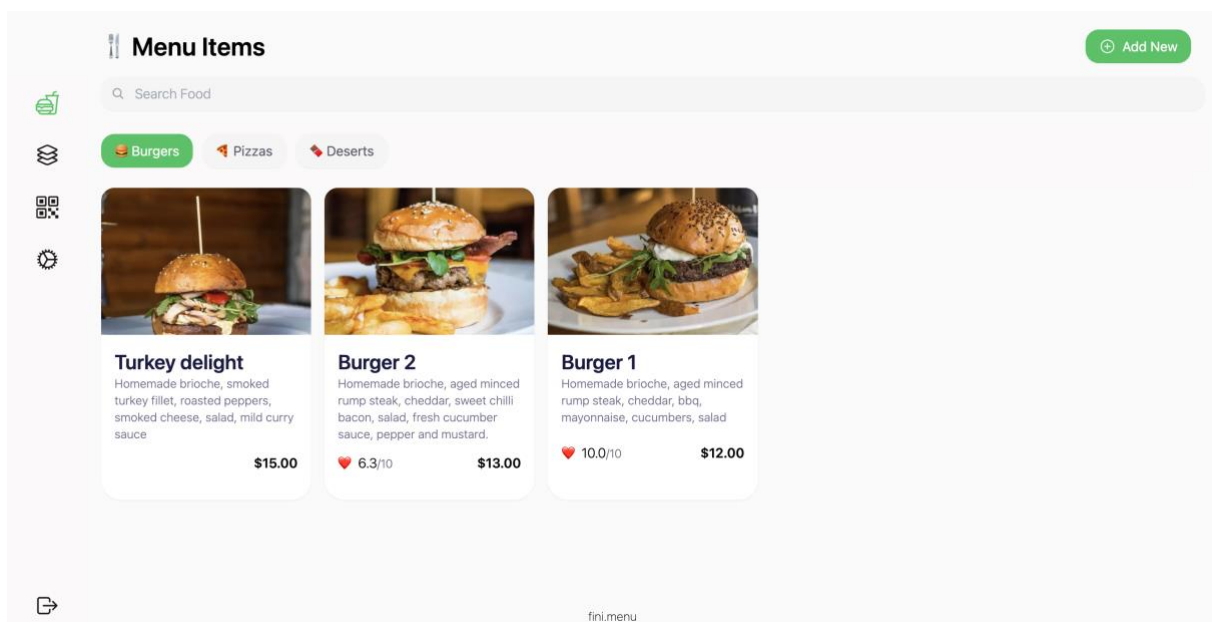 Menu Items
Add New
Search Food
Burgers
Pizzas
Deserts
Turkey delight
Homemade brioche, smoked
turkey fillet, roasted peppers,
smoked cheese, salad, mild curry
sauce
$15.00
Burger 2
Homemade brioche, aged minced
rump steak, cheddar, sweet chilli
bacon, salad, fresh cucumber
sauce, pepper and mustard.
6.3/10
$13.00
Burger 1
Homemade brioche, aged minced
rump steak, cheddar, bbq,
mayonnaise, cucumbers, salad
10.0/10
$12.00
fini.menu